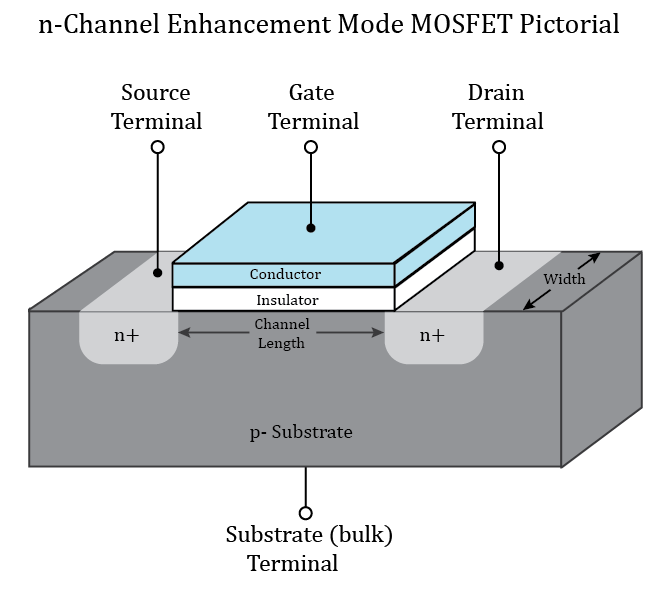 n-Channel Enhancement Mode MOSFET Pictorial
Source
Terminal
Gate
Terminal
Drain
Terminal
Conductor
Insulator
Width
n+
Channel
Length
n+
p- Substrate
Substrate (bulk)
Terminal